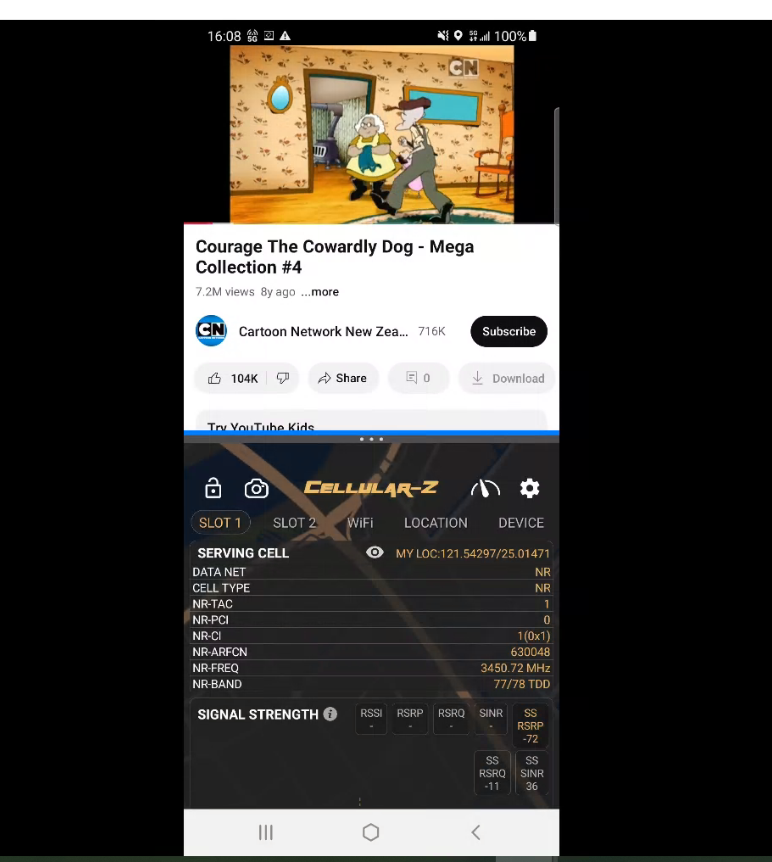 16:08 5G 5G 100%
CN
Courage The Cowardly Dog - Mega
Collection #4
7.2M views 8y ago ...more
CN Cartoon Network New Zea... 716K Subscribe
104K Share 0 Download
Try YouTube Kids
CELLULAR-Z
SLOT 1 SLOT 2 WiFi LOCATION DEVICE
SERVING CELL MY LOC:121.54297/25.01471
DATA NET NR
CELL TYPE NR
NR-TAC 1
NR-PCI 0
NR-CI 1(0x1)
NR-ARFCN 630048
NR-FREQ 3450.72 MHz
NR-BAND 77/78 TDD
SIGNAL STRENGTH RSSI RSRP RSRQ SINR SS
- - - - RSRP
-72
SS SS
RSRQ SINR
-11 36